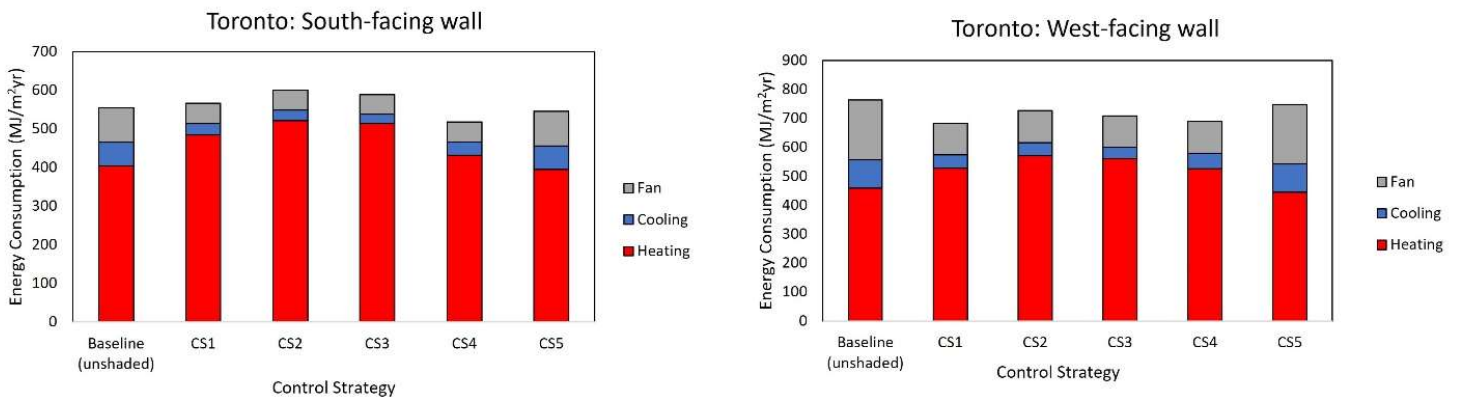 Toronto: South-facing wall
Energy Consumption (MJ/m²yr)
700
600
500
400
300
200
100
0
Baseline (unshaded)
CS1
CS2
CS3
CS4
CS5
Control Strategy
Fan
Cooling
Heating
Toronto: West-facing wall
Energy Consumption (MJ/m²yr)
900
800
700
600
500
400
300
200
100
0
Baseline (unshaded)
CS1
CS2
CS3
CS4
CS5
Control Strategy
Fan
Cooling
Heating